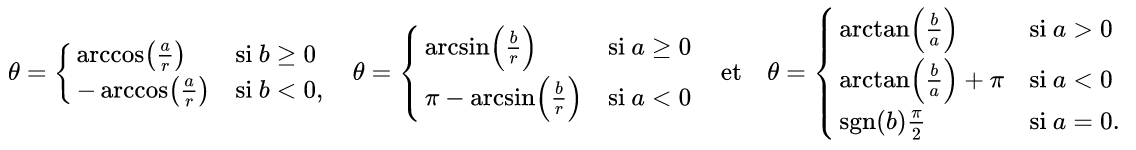 θ = { arccos(a/r) si b ≥ 0
− arccos(a/r) si b < 0,
θ = { arcsin(b/r) si a ≥ 0
π − arcsin(b/r) si a < 0
et
θ = { arctan(b/a) si a > 0
arctan(b/a) + π si a < 0
sgn(b) π/2 si a = 0.